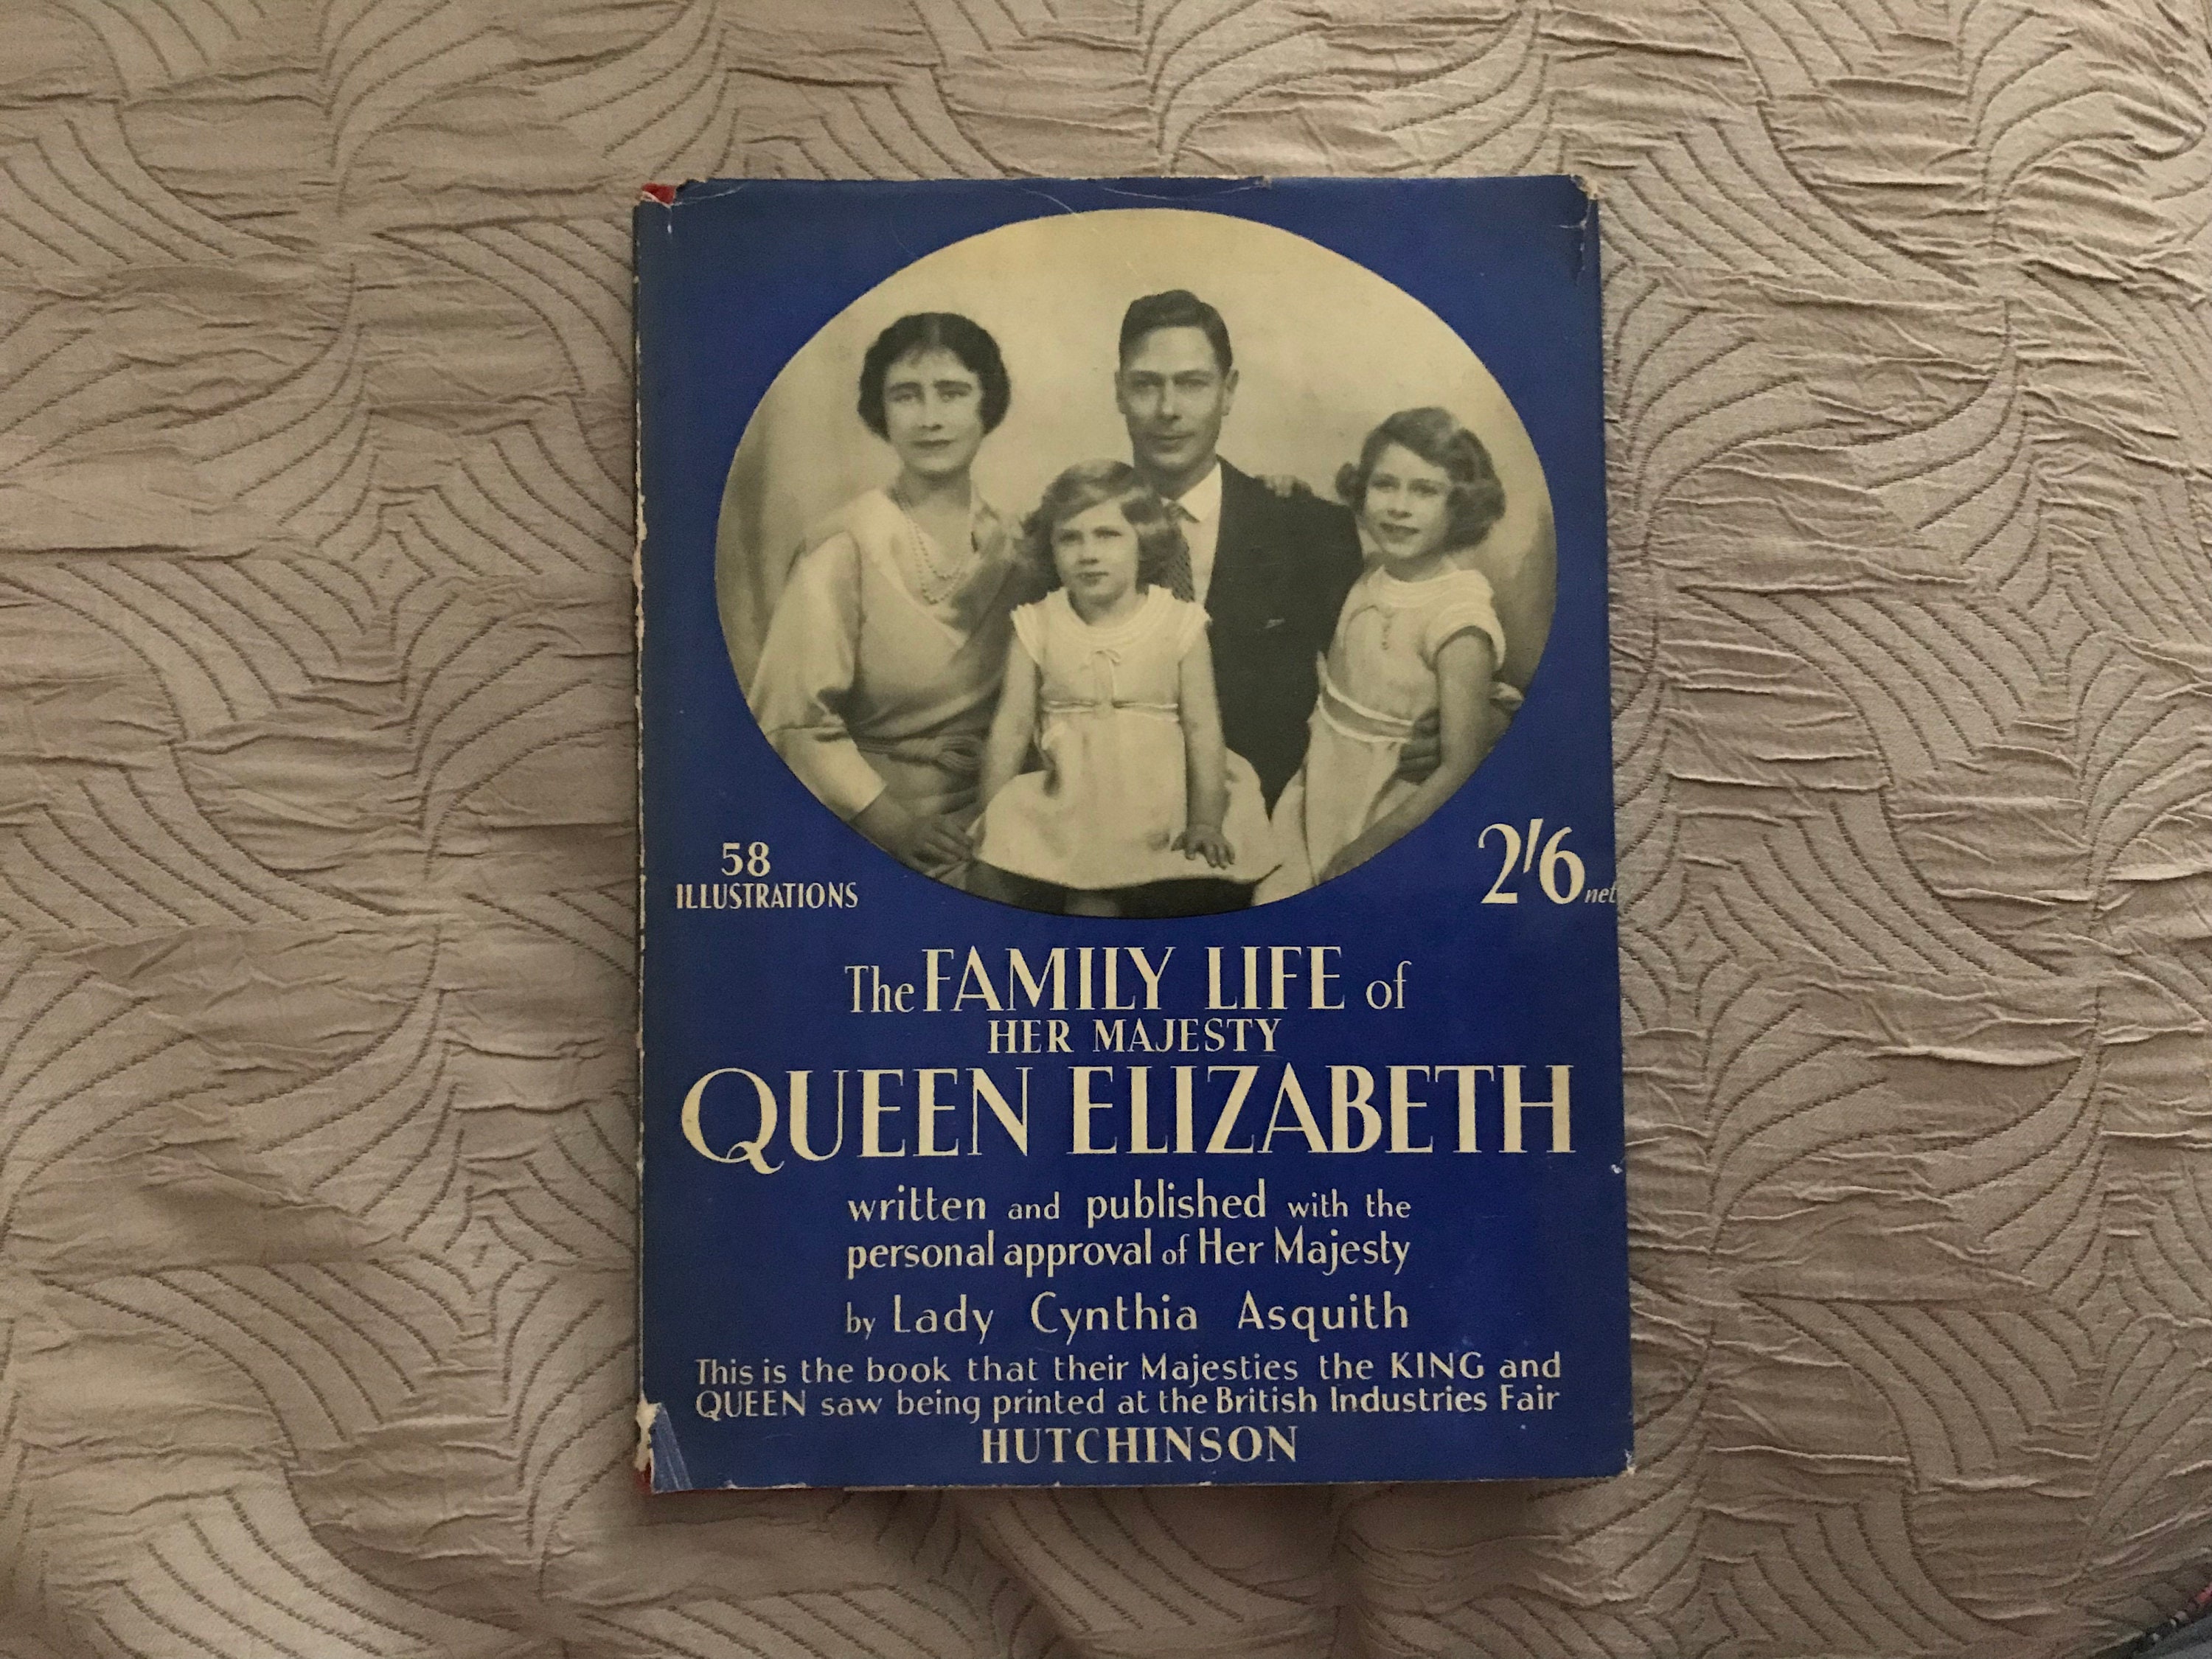 58
ILLUSTRATIONS
2'6 net
The FAMILY LIFE of
HER MAJESTY
QUEEN ELIZABETH
written and published with the
personal approval of Her Majesty
by Lady Cynthia Asquith
This is the book that their Majesties the KING and
QUEEN saw being printed at the British Industries Fair
HUTCHINSON